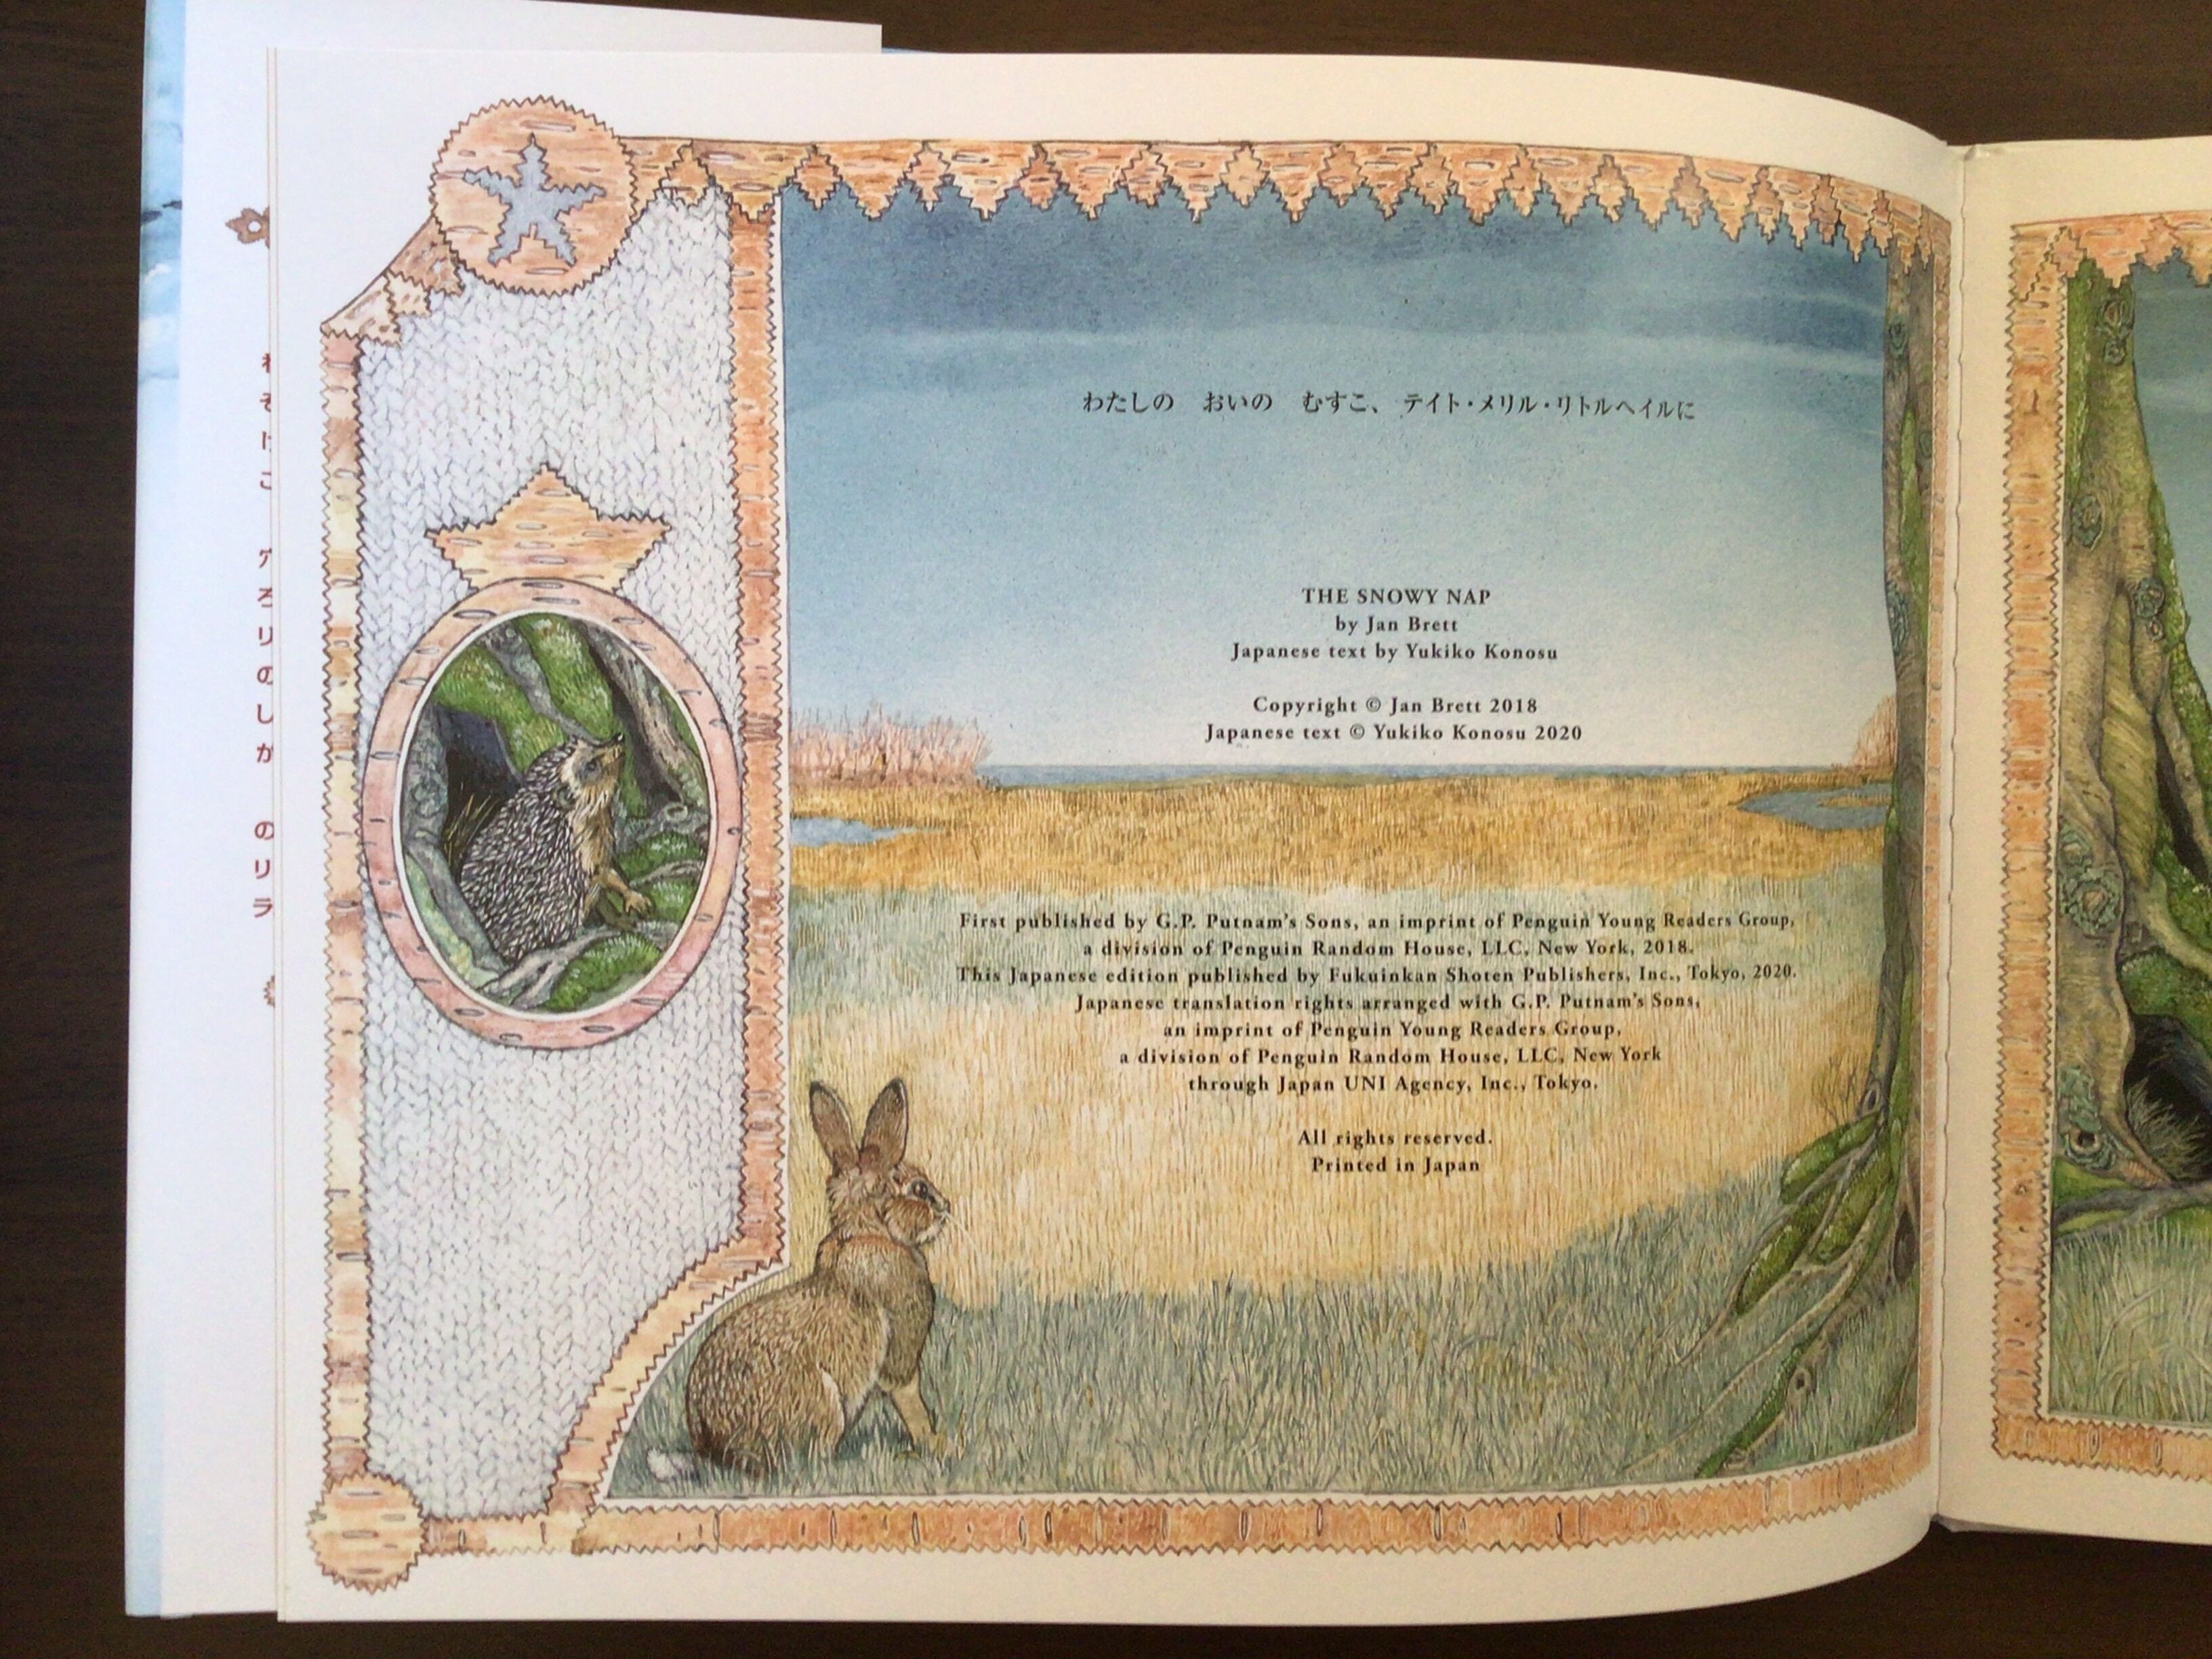 わたしの　おいの　むすこ、　テイト・メリル・リトルヘイルに
THE SNOWY NAP
by Jan Brett
Japanese text by Yukiko Konosu
Copyright © Jan Brett 2018
Japanese text © Yukiko Konosu 2020
First published by G.P. Putnam's Sons, an imprint of Penguin Young Readers Group,
a division of Penguin Random House, LLC, New York, 2018.
This Japanese edition published by Fukuinkan Shoten Publishers, Inc., Tokyo, 2020.
Japanese translation rights arranged with G.P. Putnam's Sons,
an imprint of Penguin Young Readers Group,
a division of Penguin Random House, LLC, New York
through Japan UNI Agency, Inc., Tokyo.
All rights reserved.
Printed in Japan